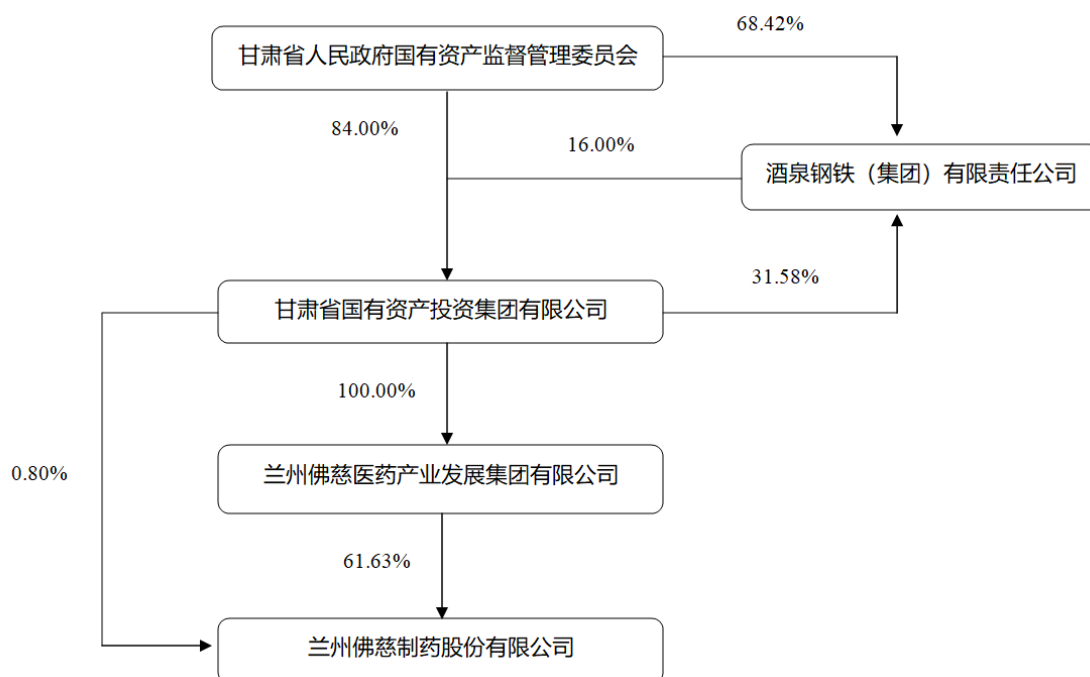 68.42%
甘肃省人民政府国有资产监督管理委员会
84.00%
16.00%
酒泉钢铁（集团）有限责任公司
31.58%
甘肃省国有资产投资集团有限公司
100.00%
兰州佛慈医药产业发展集团有限公司
0.80%
61.63%
兰州佛慈制药股份有限公司